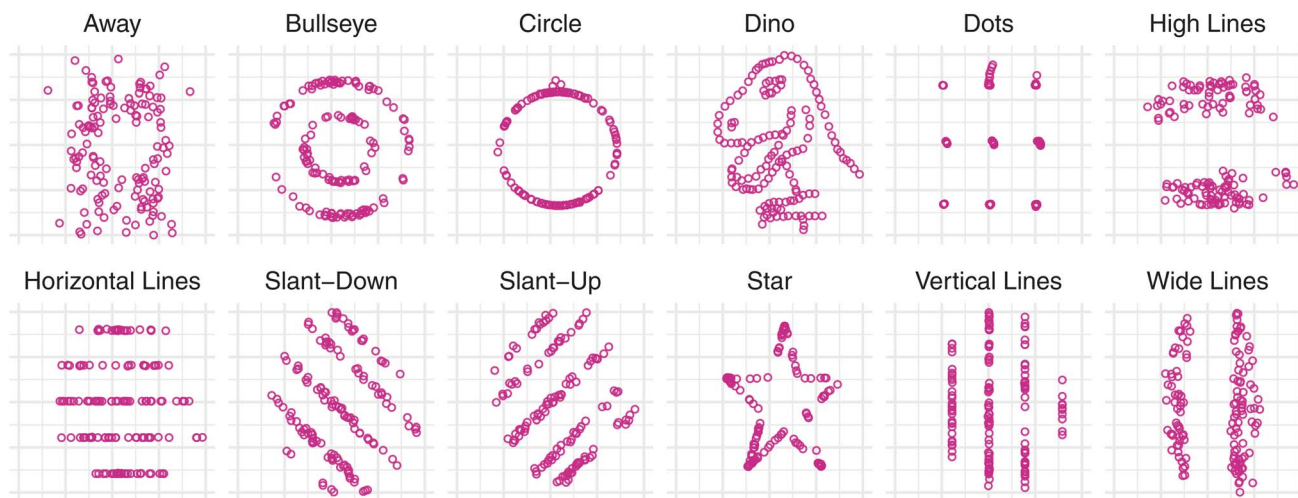 Away
Bullseye
Circle
Dino
Dots
High Lines
Horizontal Lines
Slant−Down
Slant−Up
Star
Vertical Lines
Wide Lines